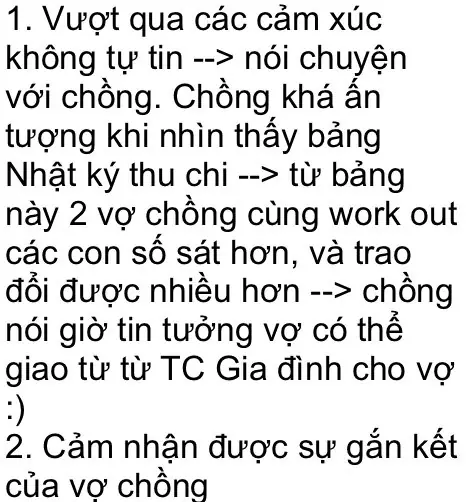 1. Vượt qua các cảm xúc
không tự tin --> nói chuyện
với chồng. Chồng khá ấn
tượng khi nhìn thấy bảng
Nhật ký thu chi --> từ bảng
này 2 vợ chồng cùng work out
các con số sát hơn, và trao
đổi được nhiều hơn --> chồng
nói giờ tin tưởng vợ có thể
giao từ từ TC Gia đình cho vợ
:)
2. Cảm nhận được sự gắn kết
của vợ chồng